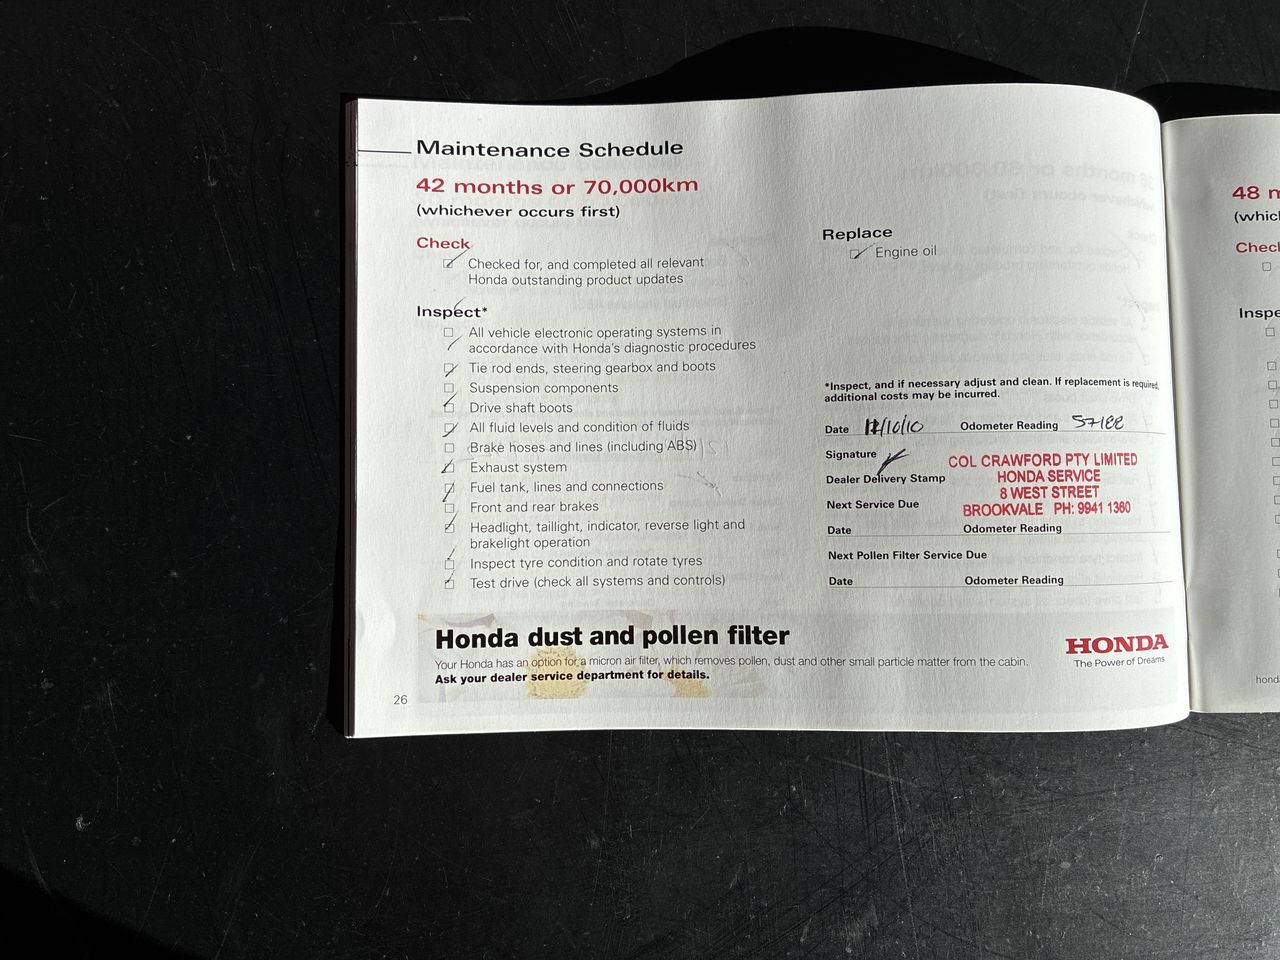 Maintenance Schedule
42 months or 70,000km
(whichever occurs first)
Check
Checked for, and completed all relevant
Honda outstanding product updates
Inspect*
All vehicle electronic operating systems in
accordance with Honda's diagnostic procedures
Tie rod ends, steering gearbox and boots
Suspension components
Drive shaft boots
All fluid levels and condition of fluids
Brake hoses and lines (including ABS)
Exhaust system
Fuel tank, lines and connections
Front and rear brakes
Headlight, taillight, indicator, reverse light and
brakelight operation
Inspect tyre condition and rotate tyres
Test drive (check all systems and controls)
Replace
Engine oil
*Inspect, and if necessary adjust and clean. If replacement is required,
additional costs may be incurred.
Date 12/10/10 Odometer Reading 57188
Signature
Dealer Delivery Stamp
COL CRAWFORD PTY LIMITED
HONDA SERVICE
8 WEST STREET
BROOKVALE PH: 9941 1360
Next Service Due
Date Odometer Reading
Next Pollen Filter Service Due
Date Odometer Reading
Honda dust and pollen filter
Your Honda has an option for a micron air filter, which removes pollen, dust and other small particle matter from the cabin.
Ask your dealer service department for details.
HONDA
The Power of Dreams
26
48